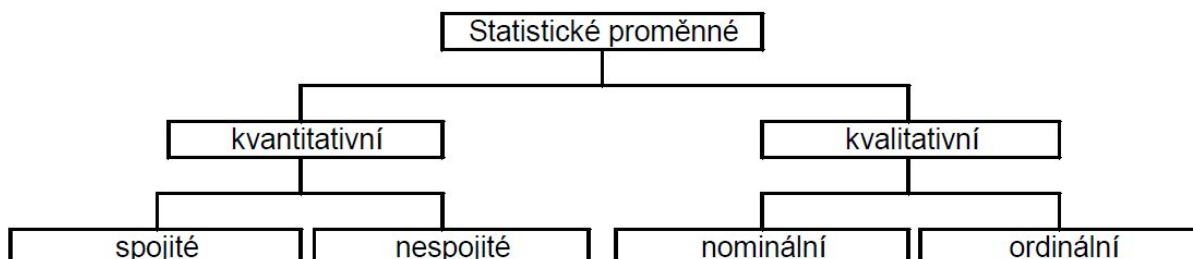 Statistické proměnné
kvantitativní kvalitativní
spojité nespojité nominální ordinální